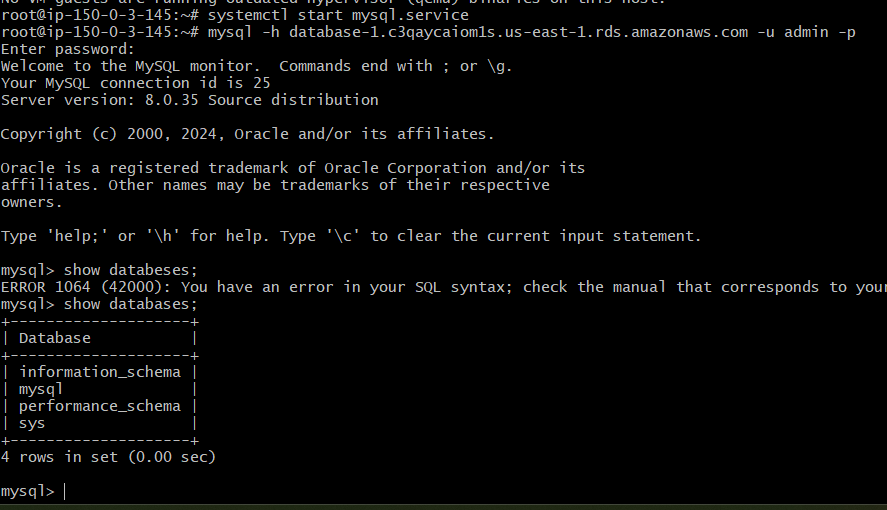 No VM guests are running outdated hypervisor (qemu) binaries on this host.
root@ip-150-0-3-145:~# systemctl start mysql.service
root@ip-150-0-3-145:~# mysql -h database-1.c3qaycaiom1s.us-east-1.rds.amazonaws.com -u admin -p
Enter password:
Welcome to the MySQL monitor.  Commands end with ; or \g.
Your MySQL connection id is 25
Server version: 8.0.35 Source distribution

Copyright (c) 2000, 2024, Oracle and/or its affiliates.

Oracle is a registered trademark of Oracle Corporation and/or its
affiliates. Other names may be trademarks of their respective
owners.

Type 'help;' or '\h' for help. Type '\c' to clear the current input statement.

mysql> show databeses;
ERROR 1064 (42000): You have an error in your SQL syntax; check the manual that corresponds to your
mysql> show databases;
+--------------------+
| Database           |
+--------------------+
| information_schema |
| mysql              |
| performance_schema |
| sys                |
+--------------------+
4 rows in set (0.00 sec)

mysql>